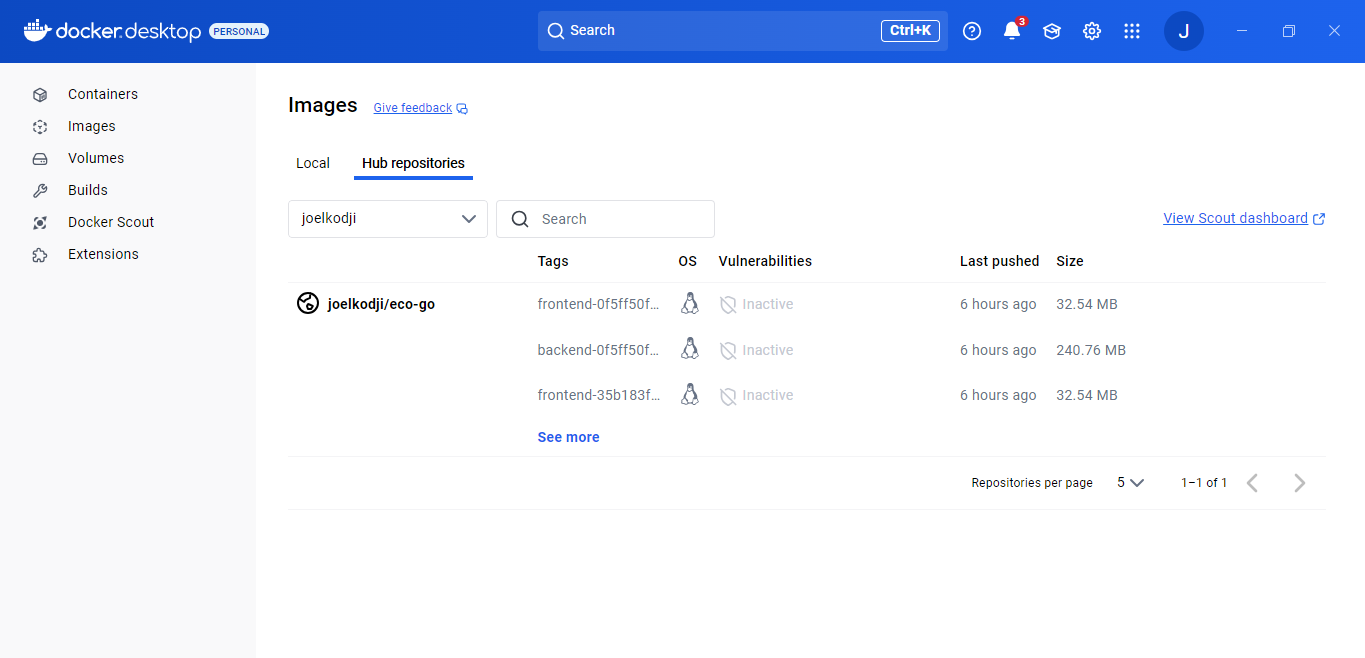 docker.desktop PERSONAL Search Ctrl+K 3 J
Containers
Images
Volumes
Builds
Docker Scout
Extensions
Images Give feedback
Local Hub repositories
joelkodji Search View Scout dashboard
Tags OS Vulnerabilities Last pushed Size
joelkodji/eco-go frontend-0f5ff50f... Inactive 6 hours ago 32.54 MB
backend-0f5ff50f... Inactive 6 hours ago 240.76 MB
frontend-35b183f... Inactive 6 hours ago 32.54 MB
See more
Repositories per page 5 1–1 of 1